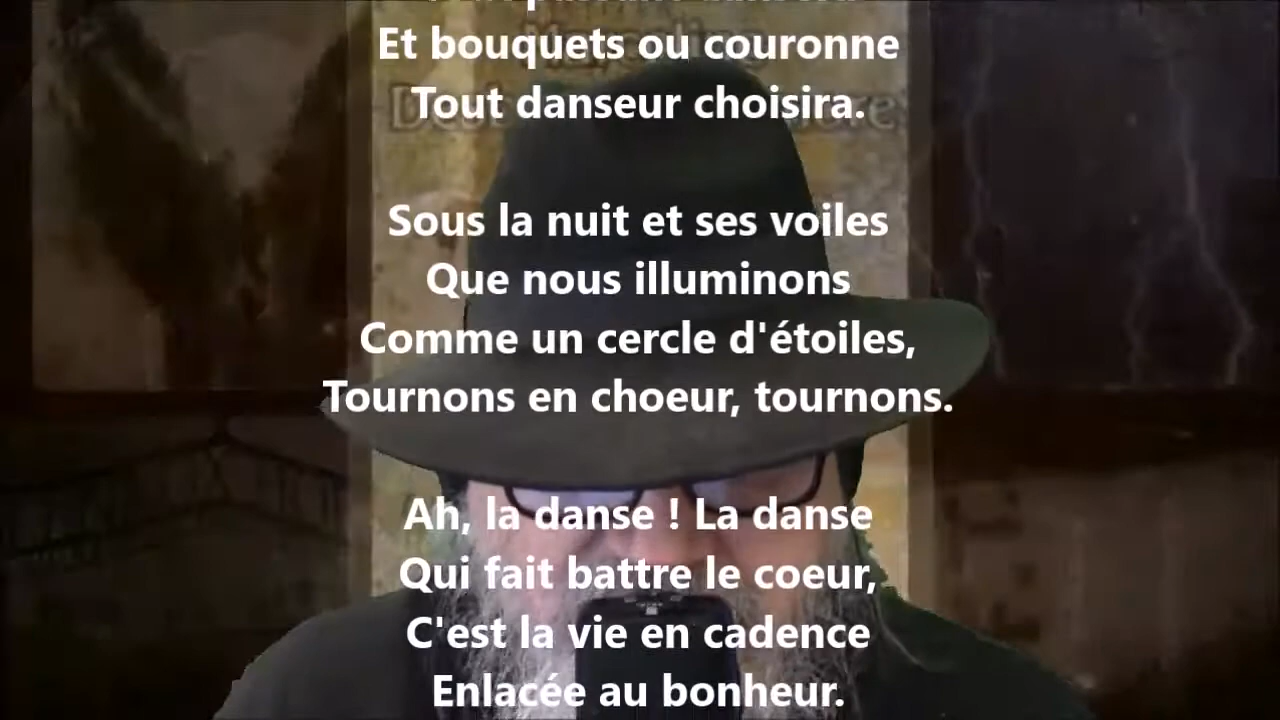 Et bouquets ou couronne
Tout danseur choisira.
Sous la nuit et ses voiles
Que nous illuminons
Comme un cercle d'étoiles,
Tournons en choeur, tournons.
Ah, la danse ! La danse
Qui fait battre le coeur,
C'est la vie en cadence
Enlacée au bonheur.